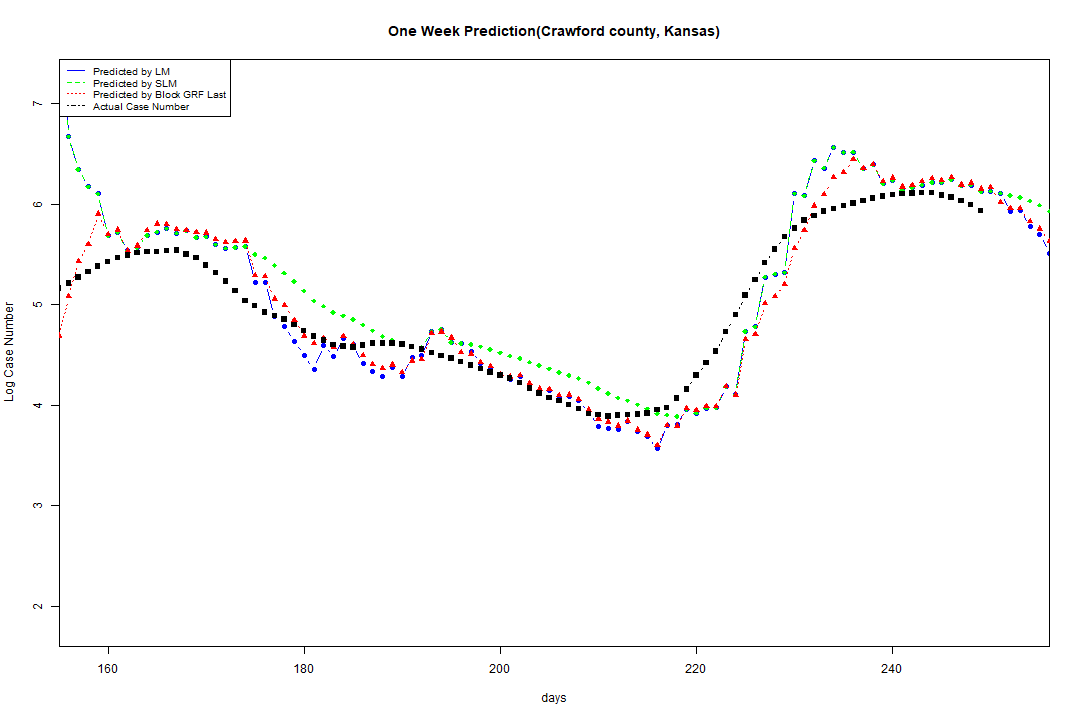 One Week Prediction(Crawford county, Kansas)
Predicted by LM
Predicted by SLM
Predicted by Block GRF Last
Actual Case Number
7
6
5
4
3
2
Log Case Number
160 180 200 220 240
days